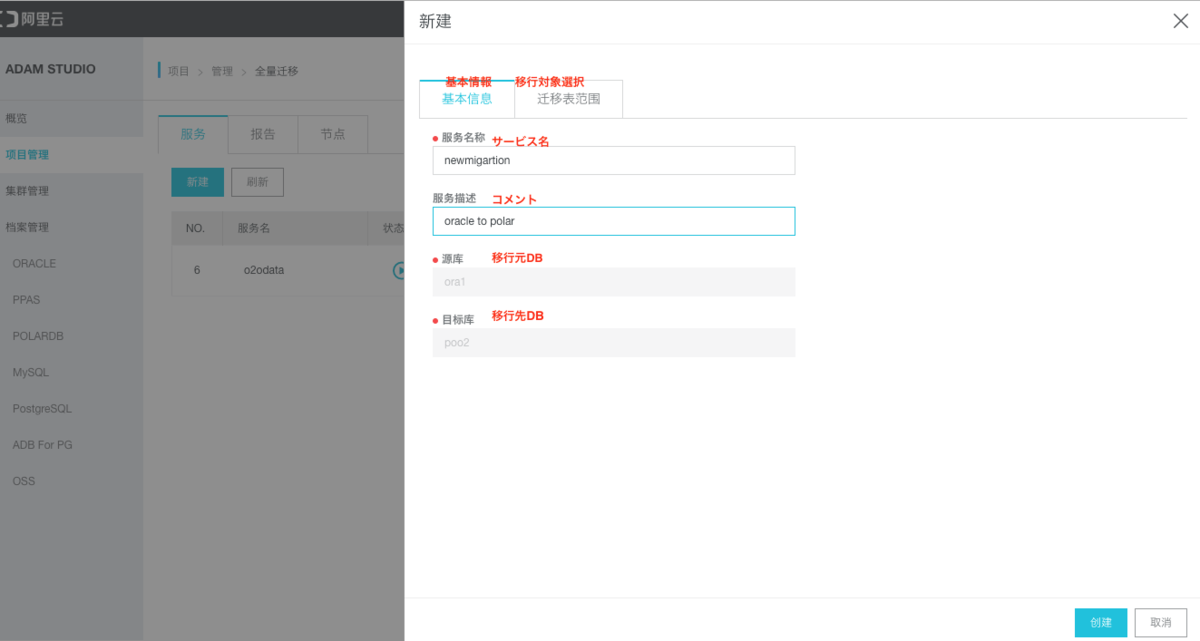 阿里云
ADAM STUDIO
概览
项目管理
集群管理
档案管理
ORACLE
PPAS
POLARDB
MySQL
PostgreSQL
ADB For PG
OSS
项目 > 管理 > 全量迁移
服务 报告 节点
新建 刷新
NO. 服务名 状态
6 o2odata
新建
基本情報 移行対象選択
基本信息 迁移表范围
服务名称 サービス名
newmigartion
服务描述 コメント
oracle to polar
源库 移行元DB
ora1
目标库 移行先DB
poo2
创建 取消